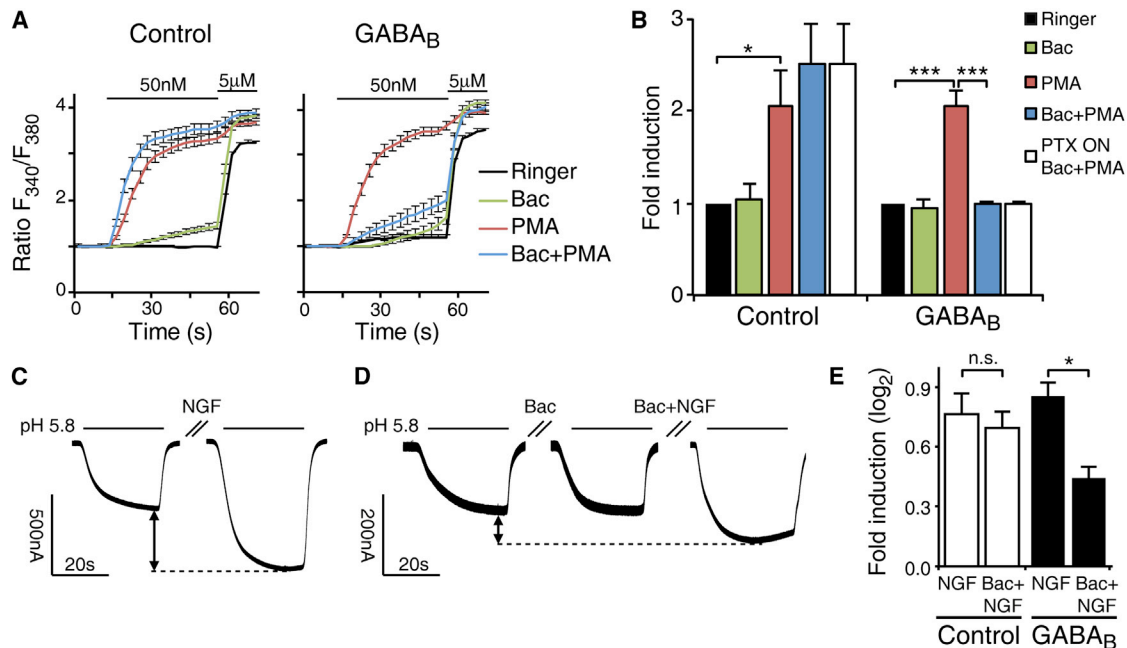 A
Control
GABAB
50nM
5μM
50nM
5μM
Ratio F340/F380
4
2
0
0
30
60
Time (s)
0
30
60
Time (s)
Ringer
Bac
PMA
Bac+PMA
B
Fold induction
3
2
1
0
*
***
***
Control
GABAB
Ringer
Bac
PMA
Bac+PMA
PTX ON
Bac+PMA
C
pH 5.8
NGF
500nA
20s
D
pH 5.8
Bac
Bac+NGF
200nA
20s
E
Fold induction (log2)
0.9
0.6
0.3
0.0
n.s.
*
NGF
Bac+
NGF
NGF
Bac+
NGF
Control
GABAB